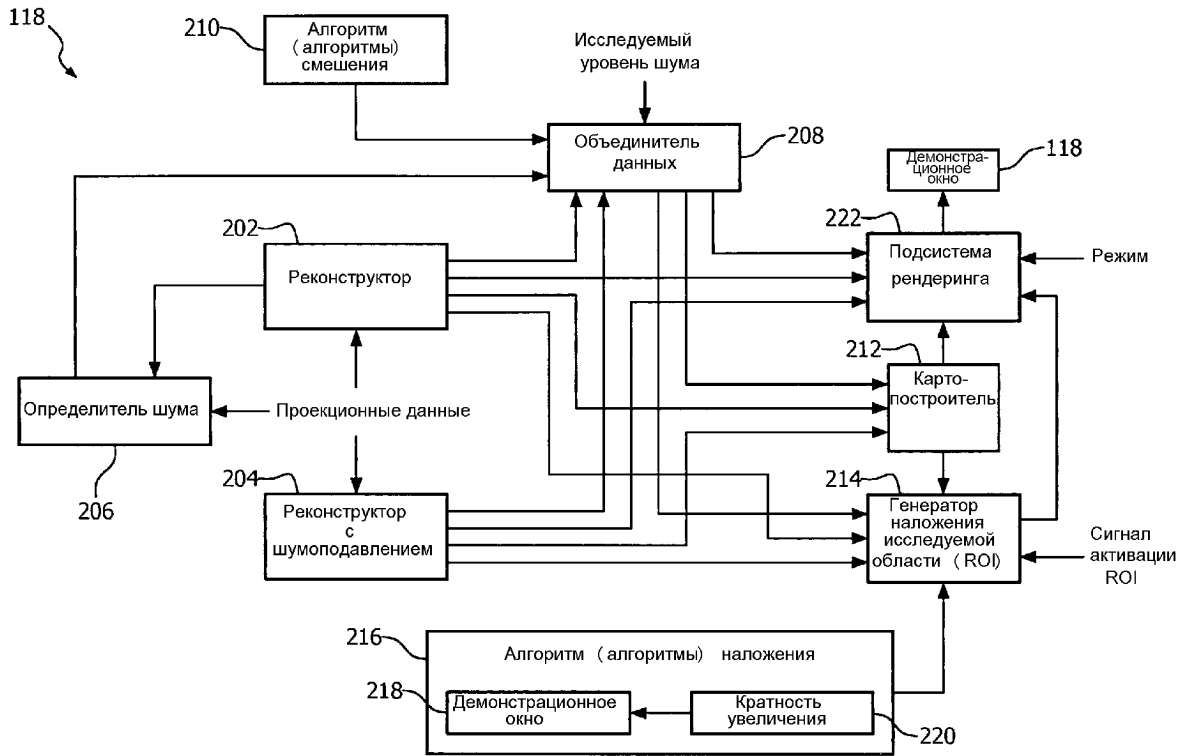 118
210
Алгоритм
( алгоритмы)
смешения
Исследуемый
уровень шума
Объединитель
данных
208
Демонстра-
ционное
окно
118
202
Реконструктор
222
Подсистема
рендеринга
Режим
212
Карто-
построитель
Определитель шума
206
Проекционные данные
204
Реконструктор
с
шумоподавлением
214
Генератор
наложения
исследуемой
области ( ROI)
Сигнал
активации
ROI
216
Алгоритм ( алгоритмы) наложения
218
Демонстрационное
окно
Кратность
увеличения
220